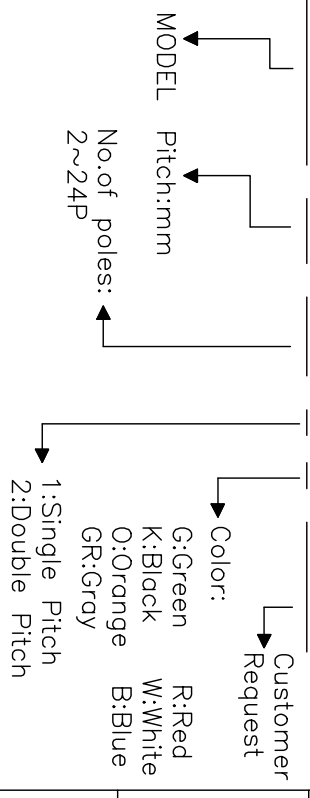 MODEL
Pitch:mm
No.of poles:
2~24P
1:Single Pitch
2:Double Pitch
Color:
G:Green R:Red
K:Black W:White
O:Orange B:Blue
GR:Gray
Customer
Request